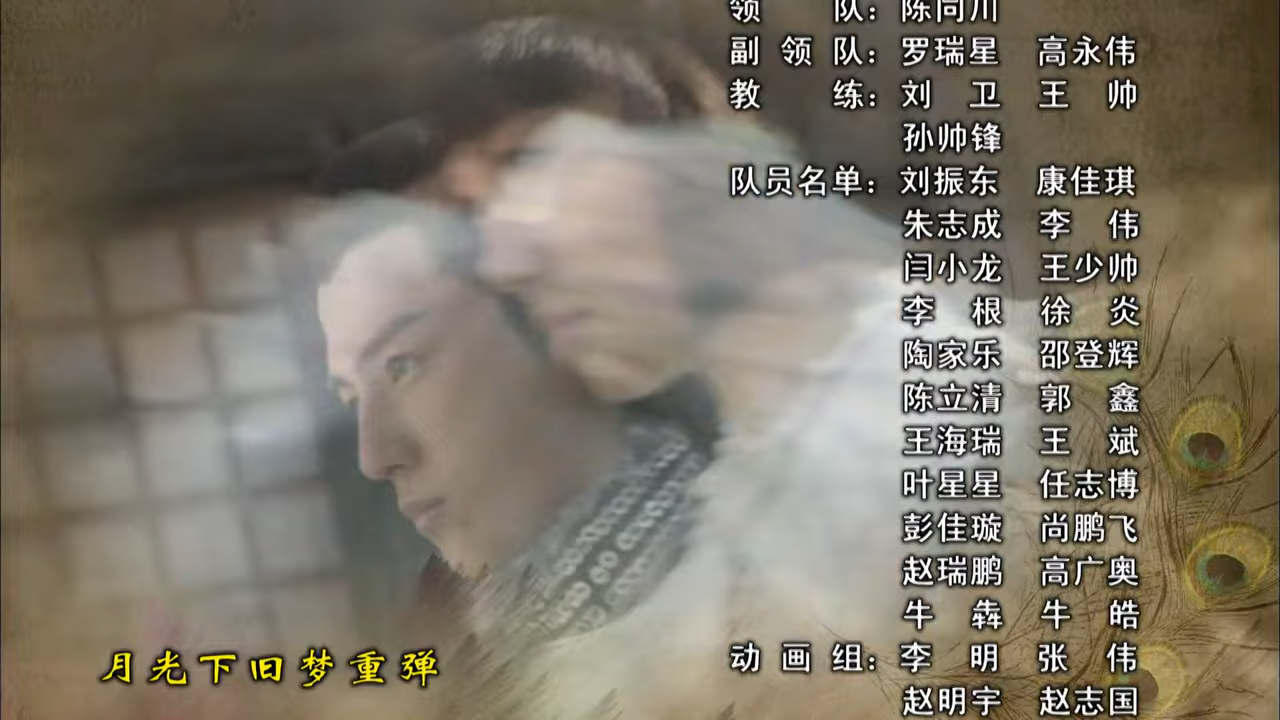 领 队：陈同川
副领队：罗瑞星 高永伟
教 练：刘 卫 王 帅
孙帅锋
队员名单：刘振东 康佳琪
朱志成 李 伟
闫小龙 王少帅
李 根 徐 炎
陶家乐 邵登辉
陈立清 郭 鑫
王海瑞 王 斌
叶星星 任志博
彭佳璇 尚鹏飞
赵瑞鹏 高广奥
牛 犇 牛 皓
动画组：李 明 张 伟
月光下旧梦重弹
赵明宇 赵志国